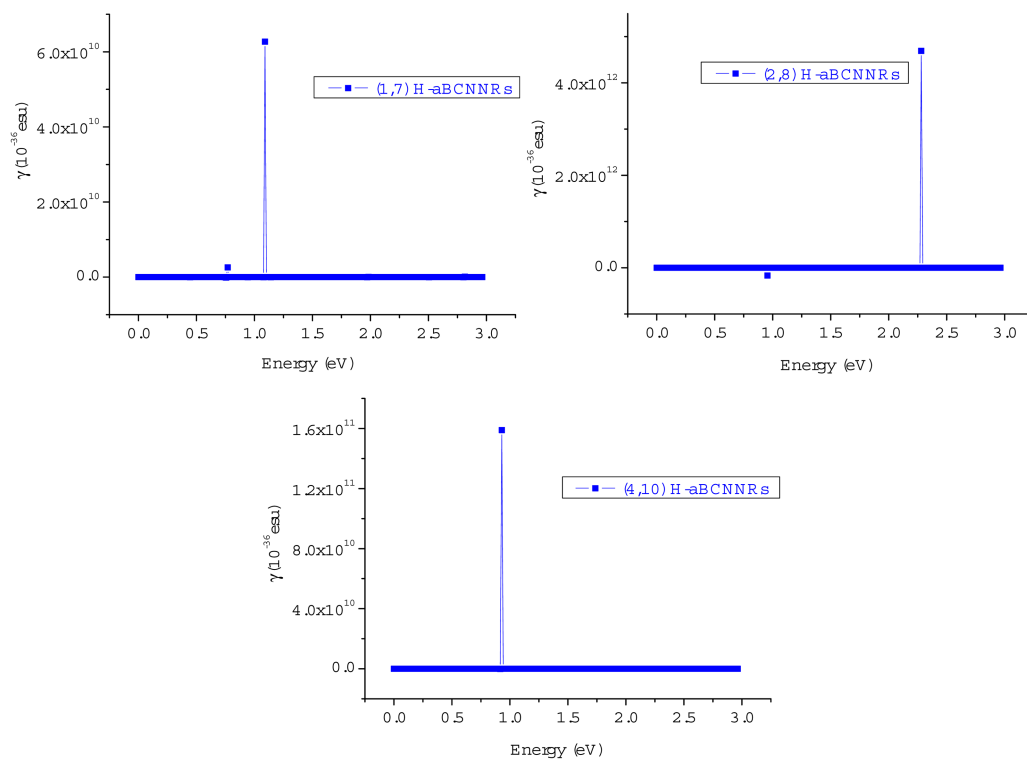 6.0x10^10
4.0x10^10
2.0x10^10
0.0
γ(10^-36 esu)
(1,7) H-aBCNNRs
0.0 0.5 1.0 1.5 2.0 2.5 3.0
Energy (eV)
4.0x10^12
2.0x10^12
0.0
γ(10^-36 esu)
(2,8) H-aBCNNRs
0.0 0.5 1.0 1.5 2.0 2.5 3.0
Energy (eV)
1.6x10^11
1.2x10^11
8.0x10^10
4.0x10^10
0.0
γ(10^-36 esu)
(4,10) H-aBCNNRs
0.0 0.5 1.0 1.5 2.0 2.5 3.0
Energy (eV)